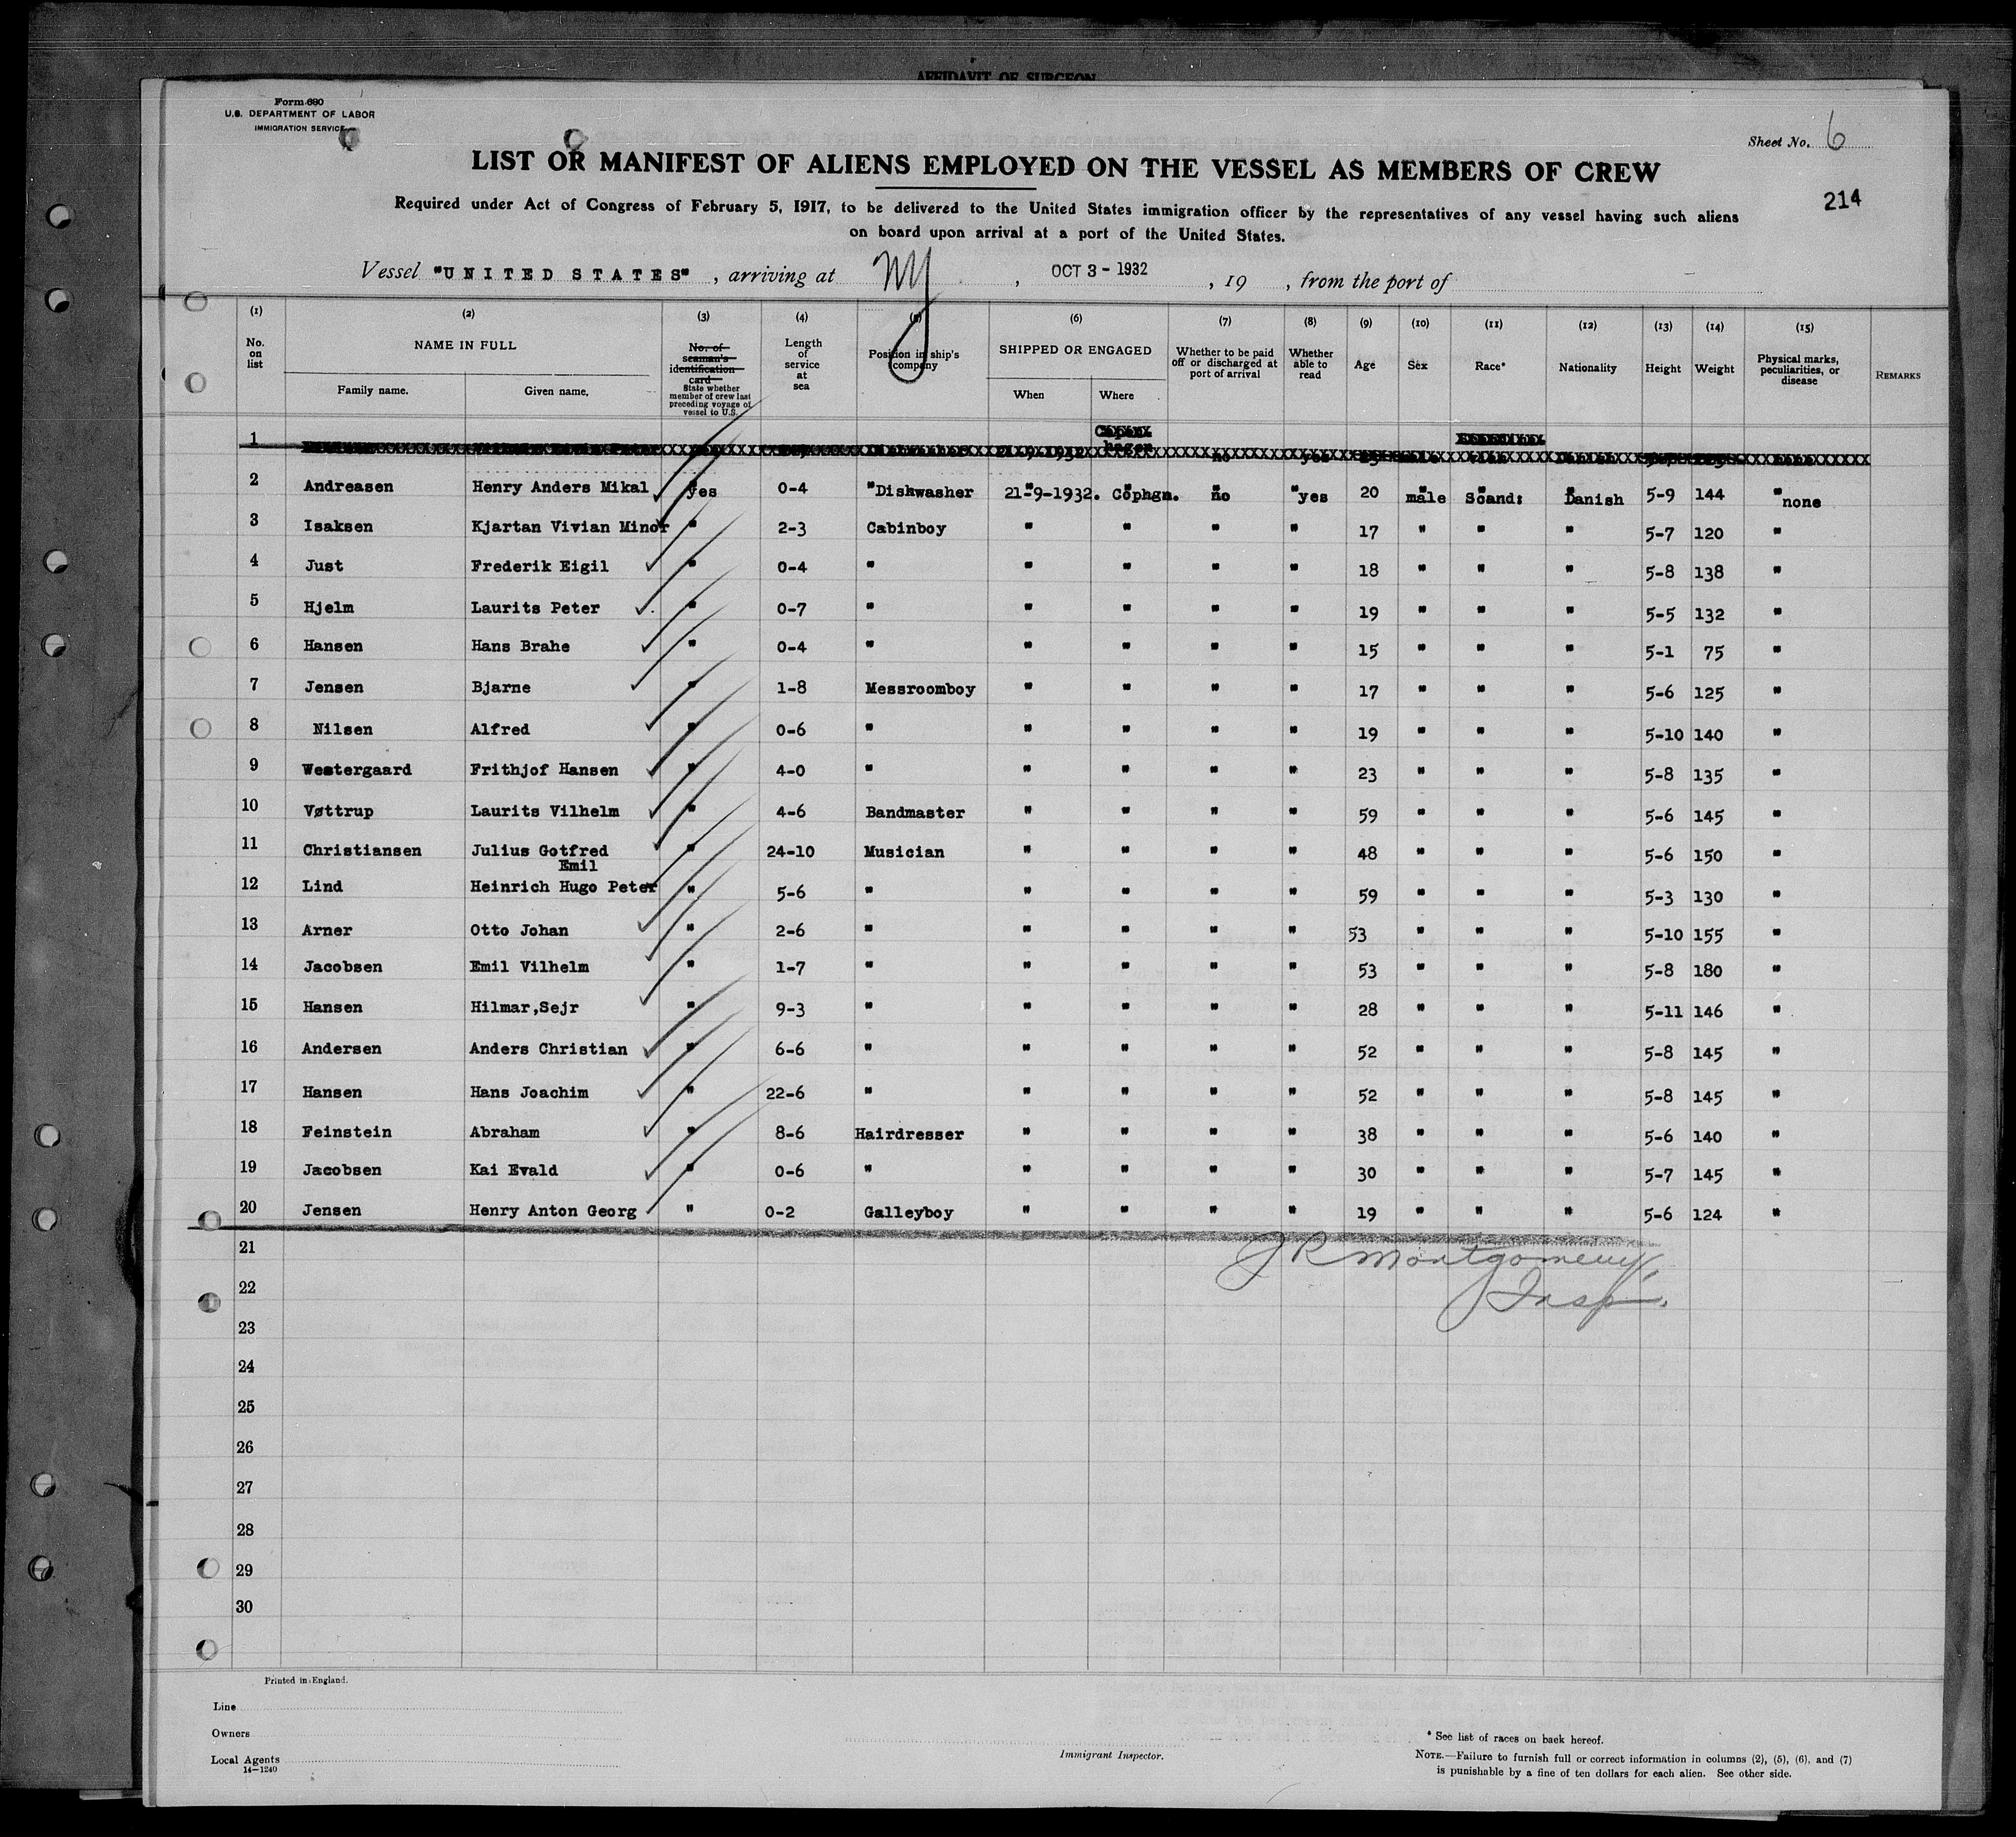 AFFIDAVIT OF SURGEON
Form 680
U.S. DEPARTMENT OF LABOR
IMMIGRATION SERVICE
Sheet No. 6
LIST OR MANIFEST OF ALIENS EMPLOYED ON THE VESSEL AS MEMBERS OF CREW
214
Required under Act of Congress of February 5, 1917, to be delivered to the United States immigration officer by the representatives of any vessel having such aliens
on board upon arrival at a port of the United States.
Vessel "UNITED STATES", arriving at NY, OCT 3 - 1932, 19 , from the port of
(1) (2) (3) (4) (5) (6) (7) (8) (9) (10) (11) (12) (13) (14) (15)
No. on list NAME IN FULL Family name. Given name. No. of seaman's identification card State whether member of crew last preceding voyage of vessel to U.S. Length of service at sea Position in ship's company SHIPPED OR ENGAGED When Where Whether to be paid off or discharged at port of arrival Whether able to read Age Sex Race* Nationality Height Weight Physical marks, peculiarities, or disease REMARKS
1
2 Andreasen Henry Anders Mikal yes 0-4 "Dishwasher 21-9-1932. Cophgn. no "yes 20 male Scand: Danish 5-9 144 " none
3 Isaksen Kjartan Vivian Minor " 2-3 Cabinboy " " " " 17 " " " 5-7 120 "
4 Just Frederik Eigil " 0-4 " " " " " 18 " " " 5-8 138 "
5 Hjelm Laurits Peter " 0-7 " " " " " 19 " " " 5-5 132 "
6 Hansen Hans Brahe " 0-4 " " " " " 15 " " " 5-1 75 "
7 Jensen Bjarne " 1-8 Messroomboy " " " " 17 " " " 5-6 125 "
8 Nilsen Alfred " 0-6 " " " " " 19 " " " 5-10 140 "
9 Westergaard Frithjof Hansen " 4-0 " " " " " 23 " " " 5-8 135 "
10 Vøttrup Laurits Vilhelm " 4-6 Bandmaster " " " " 59 " " " 5-6 145 "
11 Christiansen Julius Gotfred " 24-10 Musician " " " " 48 " " " 5-6 150 "
Emil
12 Lind Heinrich Hugo Peter " 5-6 " " " " " 59 " " " 5-3 130 "
13 Arner Otto Johan " 2-6 " " " " " 53 " " " 5-10 155 "
14 Jacobsen Emil Vilhelm " 1-7 " " " " " 53 " " " 5-8 180 "
15 Hansen Hilmar,Sejr " 9-3 " " " " " 28 " " " 5-11 146 "
16 Andersen Anders Christian " 6-6 " " " " " 52 " " " 5-8 145 "
17 Hansen Hans Joachim " 22-6 " " " " " 52 " " " 5-8 145 "
18 Feinstein Abraham " 8-6 Hairdresser " " " " 38 " " " 5-6 140 "
19 Jacobsen Kai Evald " 0-6 " " " " " 30 " " " 5-7 145 "
20 Jensen Henry Anton Georg " 0-2 Galleyboy " " " " 19 " " " 5-6 124 "
21
JR Montgomery,
22
Insp.
23
24
25
26
27
28
29
30
Printed in England.
Line
Owners
Local Agents
14—1240
Immigrant Inspector.
* See list of races on back hereof.
NOTE.—Failure to furnish full or correct information in columns (2), (5), (6), and (7)
is punishable by a fine of ten dollars for each alien. See other side.